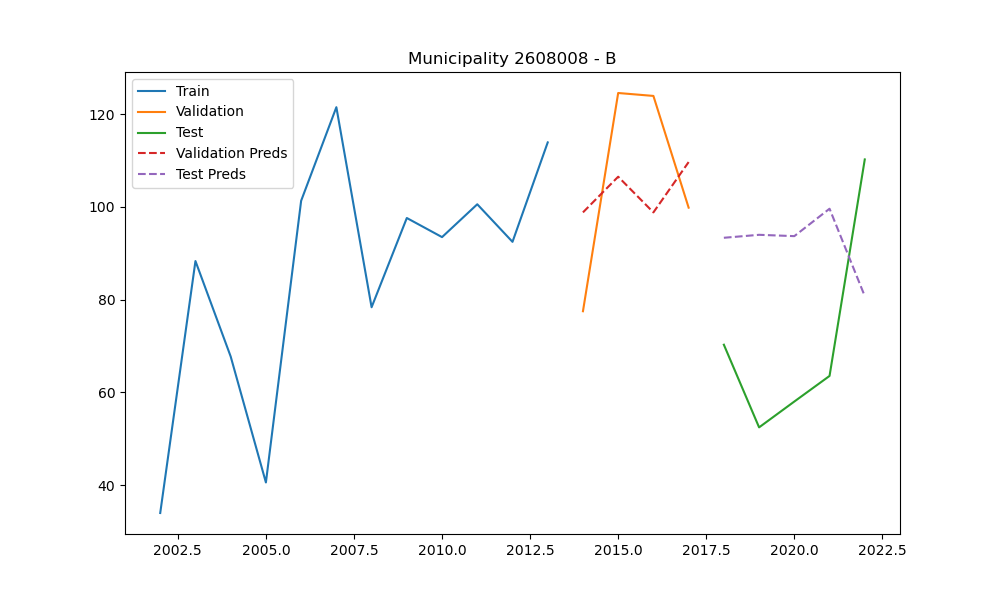 Municipality 2608008 - B
Train
Validation
Test
Validation Preds
Test Preds
120
100
80
60
40
2002.5 2005.0 2007.5 2010.0 2012.5 2015.0 2017.5 2020.0 2022.5